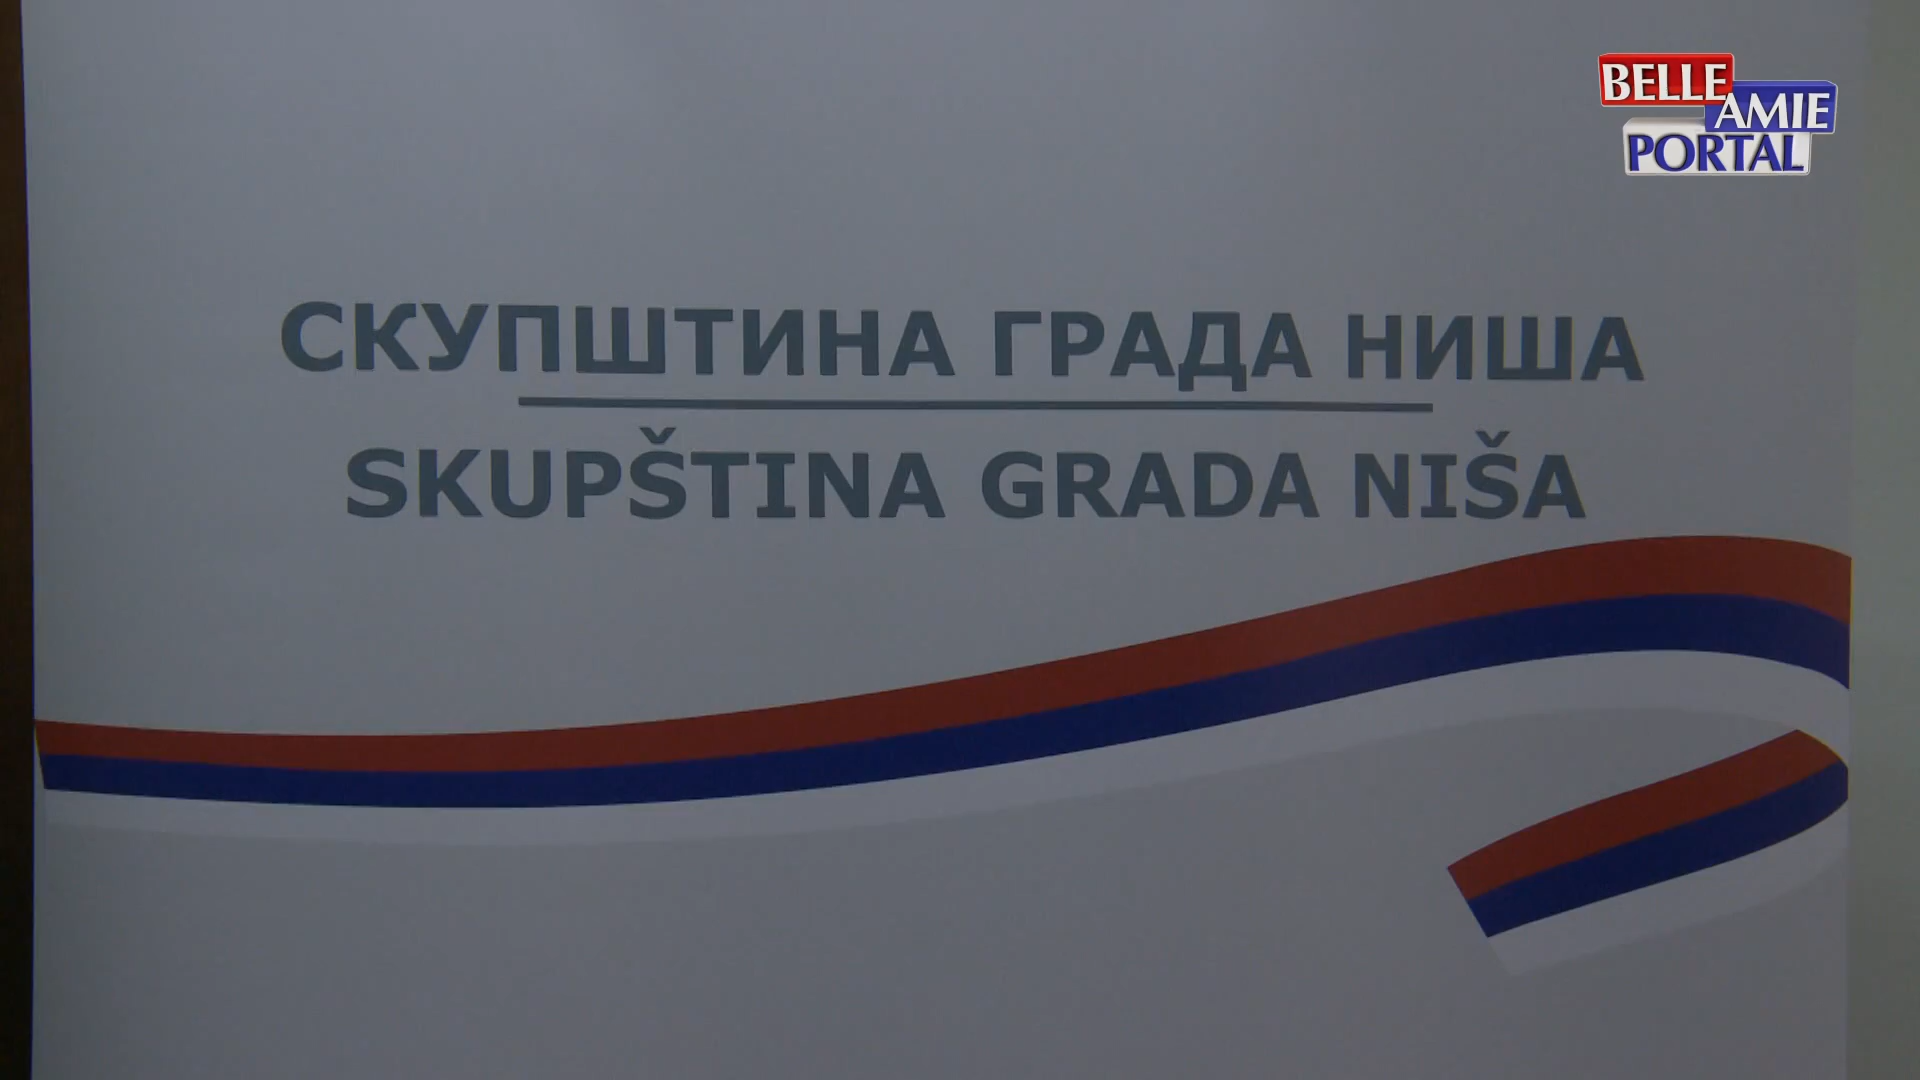 BELLE
AMIE
PORTAL
СКУПШТИНА ГРАДА НИША
SKUPŠTINA GRADA NIŠA